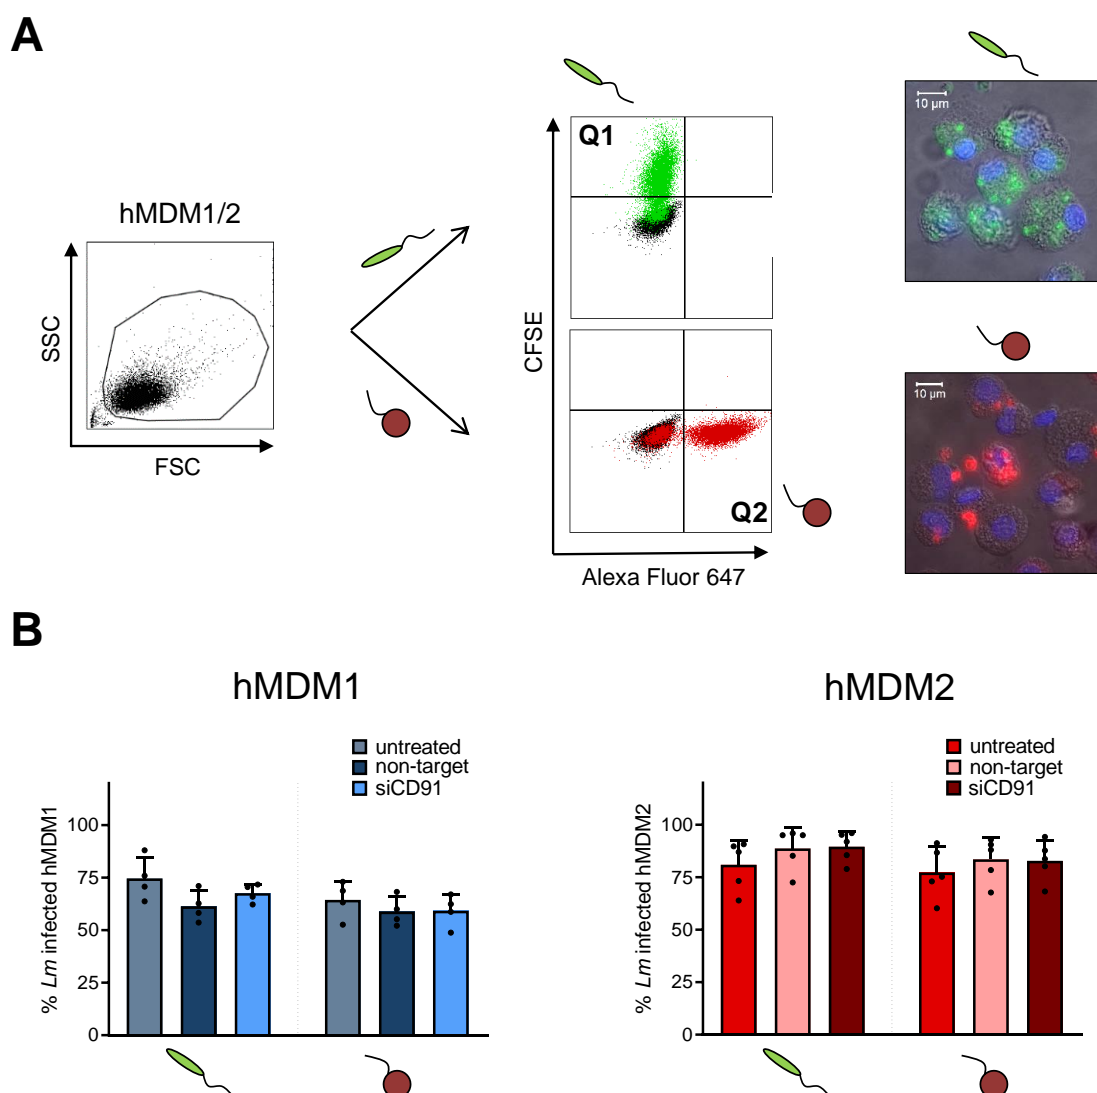 A
hMDM1/2
SSC
FSC
Q1
CFSE
Q2
Alexa Fluor 647
10 µm
10 µm
B
hMDM1
untreated
non-target
siCD91
% Lm infected hMDM1
100
75
50
25
0
hMDM2
untreated
non-target
siCD91
% Lm infected hMDM2
100
75
50
25
0